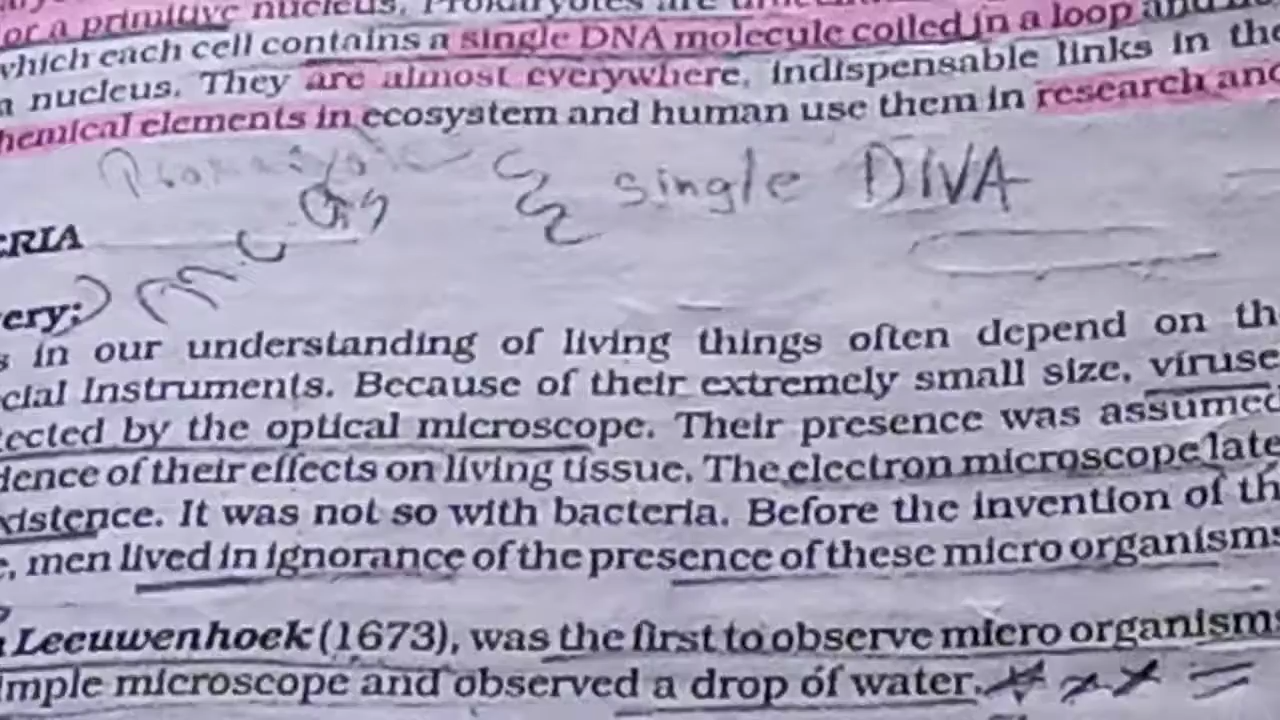 or a primitive nucleus. Prokaryotes are
which each cell contains a single DNA molecule coiled in a loop and
a nucleus. They are almost everywhere, indispensable links in the
hemical elements in ecosystem and human use them in research and
single DNA
ERIA
ery:
s in our understanding of living things often depend on th
cial Instruments. Because of their extremely small size, viruse
tected by the optical microscope. Their presence was assumed
dence of their effects on living tissue. The electron microscope late
xistence. It was not so with bacteria. Before the invention of th
e, men lived in ignorance of the presence of these micro organisms
Leeuwenhoek (1673), was the first to observe micro organisms
imple microscope and observed a drop of water.